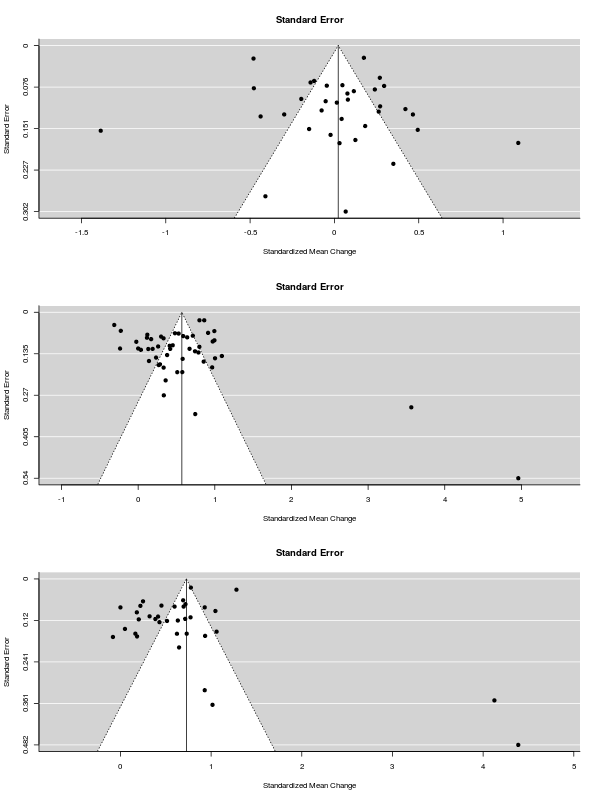 Standard Error
0
0.076
0.151
0.227
0.302
Standard Error
-1.5 -1 -0.5 0 0.5 1
Standardized Mean Change
Standard Error
0
0.135
0.27
0.405
0.54
Standard Error
-1 0 1 2 3 4 5
Standardized Mean Change
Standard Error
0
0.12
0.241
0.361
0.482
Standard Error
0 1 2 3 4 5
Standardized Mean Change